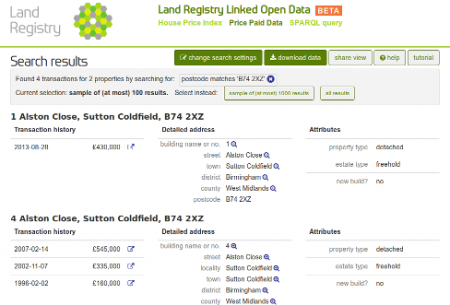 Land Registry
Land Registry Linked Open Data BETA
House Price Index Price Paid Data SPARQL query
Search results
change search settings download data share view help tutorial
Found 4 transactions for 2 properties by searching for: postcode matches 'B74 2XZ'
Current selection: sample of (at most) 100 results. Select instead: sample of (at most) 1000 results all results
1 Alston Close, Sutton Coldfield, B74 2XZ
Transaction history Detailed address Attributes
2013-08-28 £430,000 building name or no. 1 property type detached
street Alston Close estate type freehold
town Sutton Coldfield new build? no
district Birmingham
county West Midlands
postcode B74 2XZ
4 Alston Close, Sutton Coldfield, B74 2XZ
Transaction history Detailed address Attributes
2007-02-14 £545,000 building name or no. 4 property type detached
2002-11-07 £335,000 street Alston Close estate type freehold
1996-02-02 £160,000 locality Sutton Coldfield new build? no
town Sutton Coldfield
district Birmingham
county West Midlands